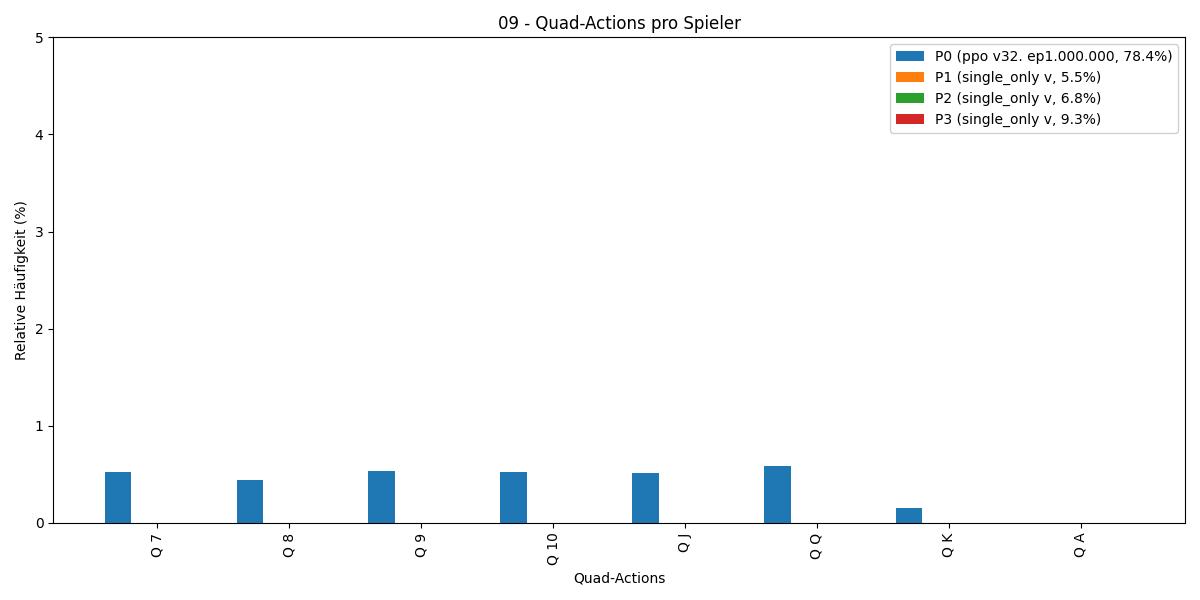 09 - Quad-Actions pro Spieler
P0 (ppo v32. ep1.000.000, 78.4%)
P1 (single_only v, 5.5%)
P2 (single_only v, 6.8%)
P3 (single_only v, 9.3%)
Relative Häufigkeit (%)
5
4
3
2
1
0
Q 7
Q 8
Q 9
Q 10
Q J
Q Q
Q K
Q A
Quad-Actions